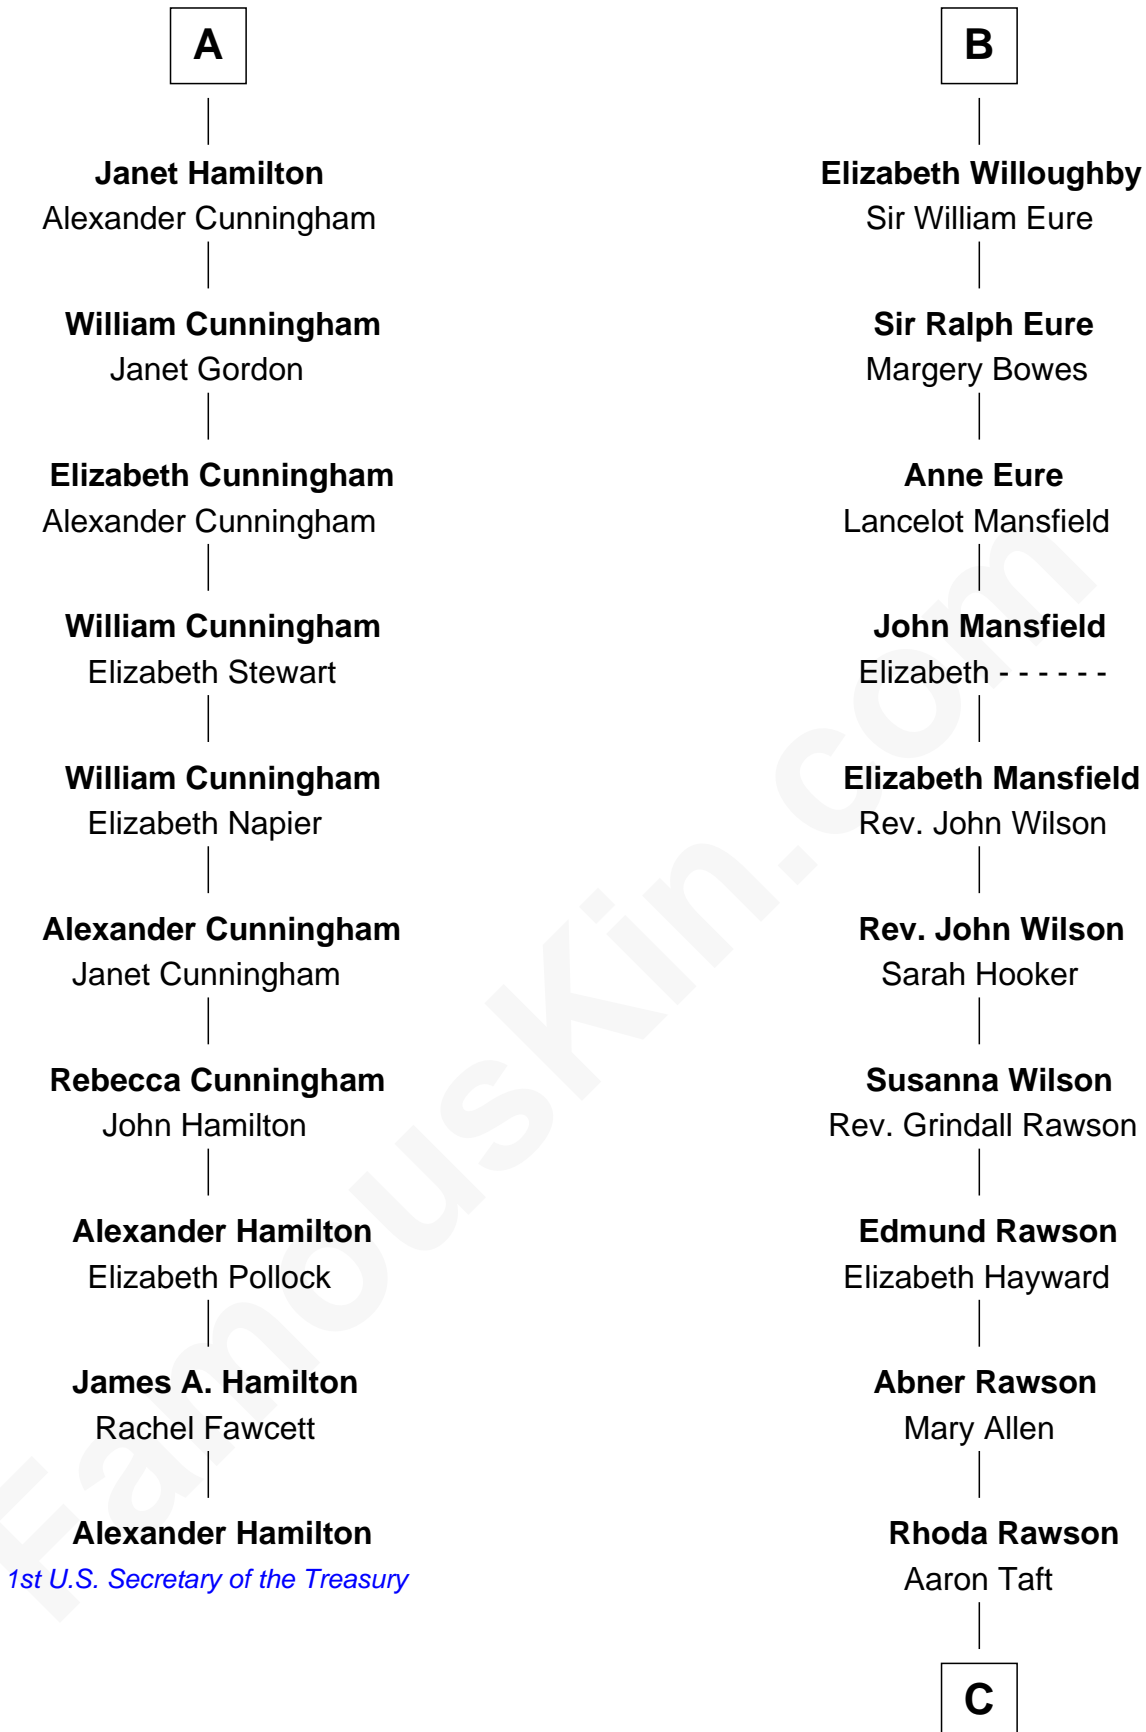 A
Janet Hamilton
Alexander Cunningham
William Cunningham
Janet Gordon
Elizabeth Cunningham
Alexander Cunningham
William Cunningham
Elizabeth Stewart
William Cunningham
Elizabeth Napier
Alexander Cunningham
Janet Cunningham
Rebecca Cunningham
John Hamilton
Alexander Hamilton
Elizabeth Pollock
James A. Hamilton
Rachel Fawcett
Alexander Hamilton
1st U.S. Secretary of the Treasury
B
Elizabeth Willoughby
Sir William Eure
Sir Ralph Eure
Margery Bowes
Anne Eure
Lancelot Mansfield
John Mansfield
Elizabeth - - - - - -
Elizabeth Mansfield
Rev. John Wilson
Rev. John Wilson
Sarah Hooker
Susanna Wilson
Rev. Grindall Rawson
Edmund Rawson
Elizabeth Hayward
Abner Rawson
Mary Allen
Rhoda Rawson
Aaron Taft
C
FamousKin.com